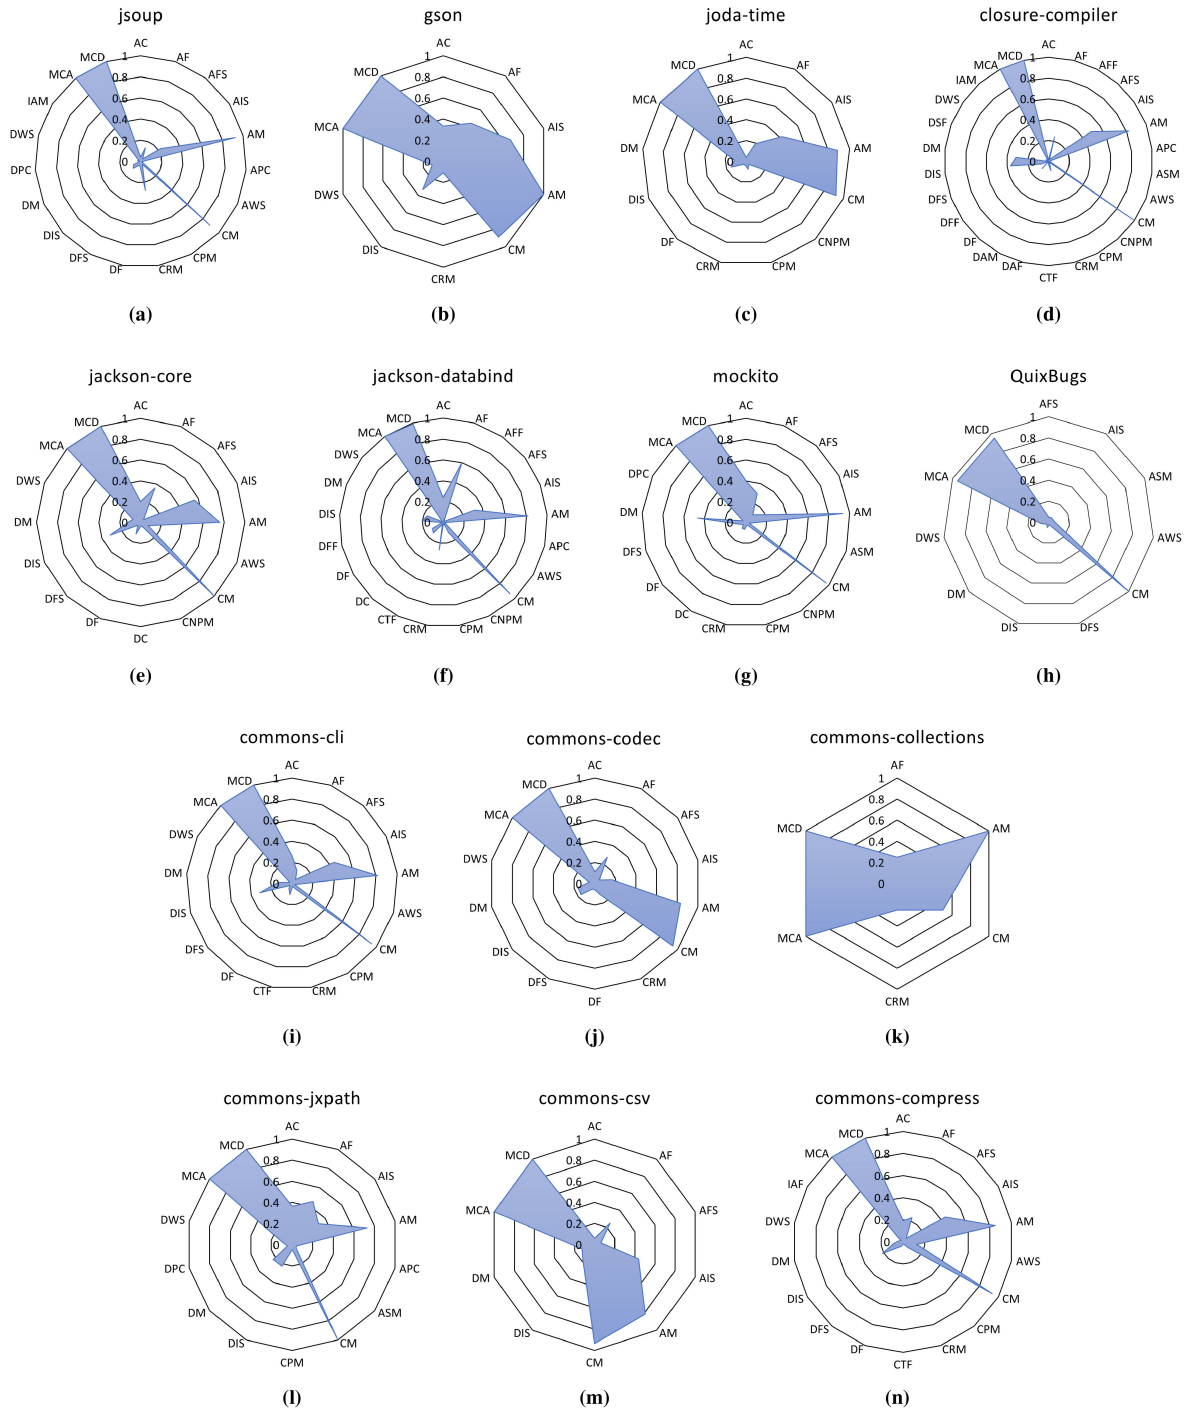 jsoup
AC
AF
AFS
AIS
AM
APC
AWS
CM
CPM
CRM
DF
DFS
DIS
DM
DPC
DWS
IAM
MCA
MCD
1
0.8
0.6
0.4
0.2
0
(a)
gson
AC
AF
AIS
AM
CM
CRM
DIS
DWS
MCA
MCD
1
0.8
0.6
0.4
0.2
0
(b)
joda-time
AC
AF
AIS
AM
CM
CNPM
CPM
CRM
DF
DIS
DM
MCA
MCD
1
0.8
0.6
0.4
0.2
0
(c)
closure-compiler
AC
AF
AFF
AFS
AIS
AM
APC
ASM
AWS
CM
CNPM
CPM
CRM
CTF
DAF
DAM
DF
DFF
DFS
DIS
DM
DSF
DWS
IAM
MCA
MCD
1
0.8
0.6
0.4
0.2
0
(d)
jackson-core
AC
AF
AFS
AIS
AM
AWS
CM
CNPM
DC
DF
DFS
DIS
DM
DWS
MCA
MCD
1
0.8
0.6
0.4
0.2
0
(e)
jackson-databind
AC
AF
AFF
AFS
AIS
AM
APC
AWS
CM
CNPM
CPM
CRM
CTF
DC
DF
DFF
DIS
DM
DWS
MCA
MCD
1
0.8
0.6
0.4
0.2
0
(f)
mockito
AC
AF
AFS
AIS
AM
ASM
CM
CNPM
CPM
CRM
DC
DF
DFS
DIS
DWS
DPC
MCA
MCD
1
0.8
0.6
0.4
0.2
0
(g)
QuixBugs
AFS
AIS
ASM
AWS
CM
DFS
DIS
DM
DWS
MCA
MCD
1
0.8
0.6
0.4
0.2
0
(h)
commons-cli
AC
AF
AFS
AIS
AM
AWS
CM
CPM
CRM
CTF
DF
DFS
DIS
DM
DWS
MCA
MCD
1
0.8
0.6
0.4
0.2
0
(i)
commons-codec
AC
AF
AFS
AIS
AM
CM
CRM
DF
DFS
DIS
DM
DWS
MCA
MCD
1
0.8
0.6
0.4
0.2
0
(j)
commons-collections
AF
AM
CM
CRM
MCA
MCD
1
0.8
0.6
0.4
0.2
0
(k)
commons-jxpath
AC
AF
AIS
AM
APC
ASM
CM
CPM
DIS
DM
DPC
DWS
MCA
MCD
1
0.8
0.6
0.4
0.2
0
(l)
commons-csv
AC
AF
AFS
AIS
AM
CM
DIS
DM
MCA
MCD
1
0.8
0.6
0.4
0.2
0
(m)
commons-compress
AC
AF
AFS
AIS
AM
AWS
CM
CPM
CRM
CTF
DF
DFS
DIS
DM
DWS
IAF
MCA
MCD
1
0.8
0.6
0.4
0.2
0
(n)